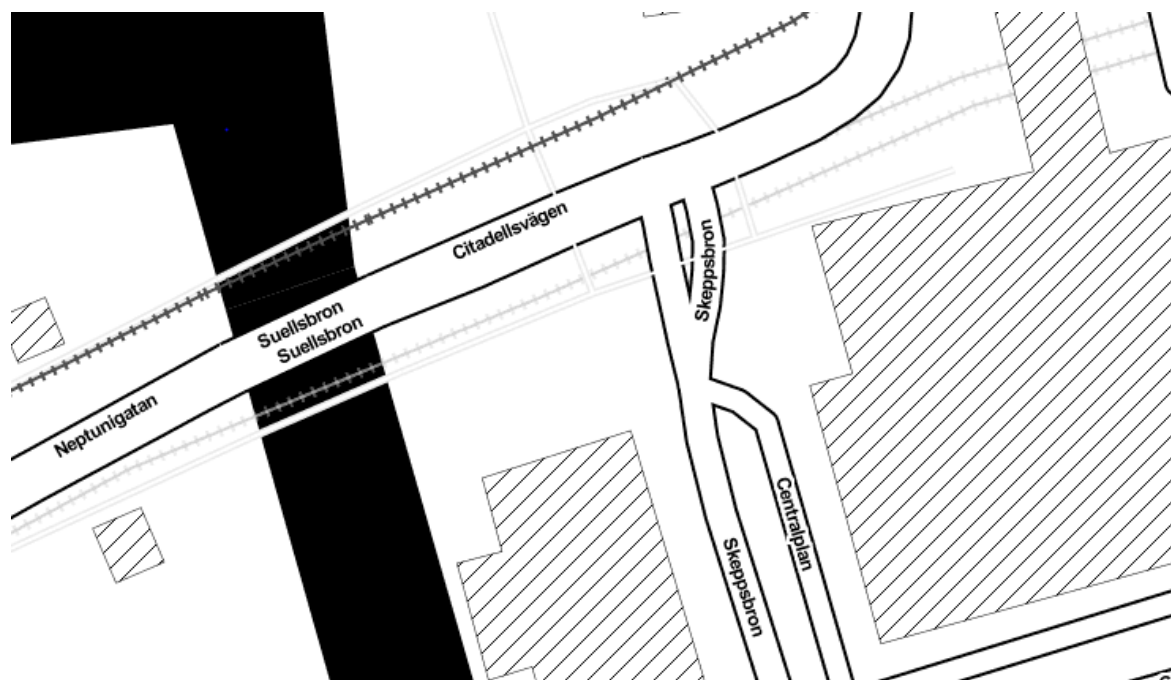 Citadellsvägen
Skeppsbron
Suellsbron
Suellsbron
Neptunigatan
Centralplan
Skeppsbron